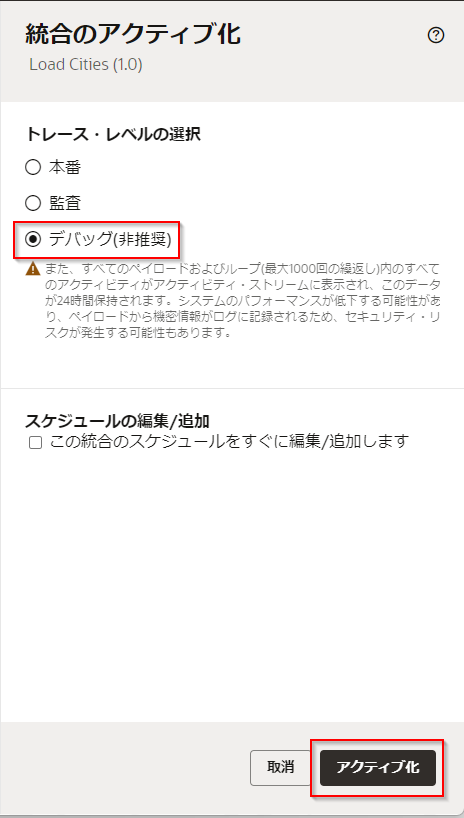 統合のアクティブ化
Load Cities (1.0)
トレース・レベルの選択
本番
監査
デバッグ(非推奨)
また、すべてのペイロードおよびループ(最大1000回の繰返し)内のすべて
のアクティビティがアクティビティ・ストリームに表示され、このデータ
が24時間保持されます。システムのパフォーマンスが低下する可能性があ
り、ペイロードから機密情報がログに記録されるため、セキュリティ・リ
スクが発生する可能性もあります。
スケジュールの編集/追加
この統合のスケジュールをすぐに編集/追加します
取消
アクティブ化